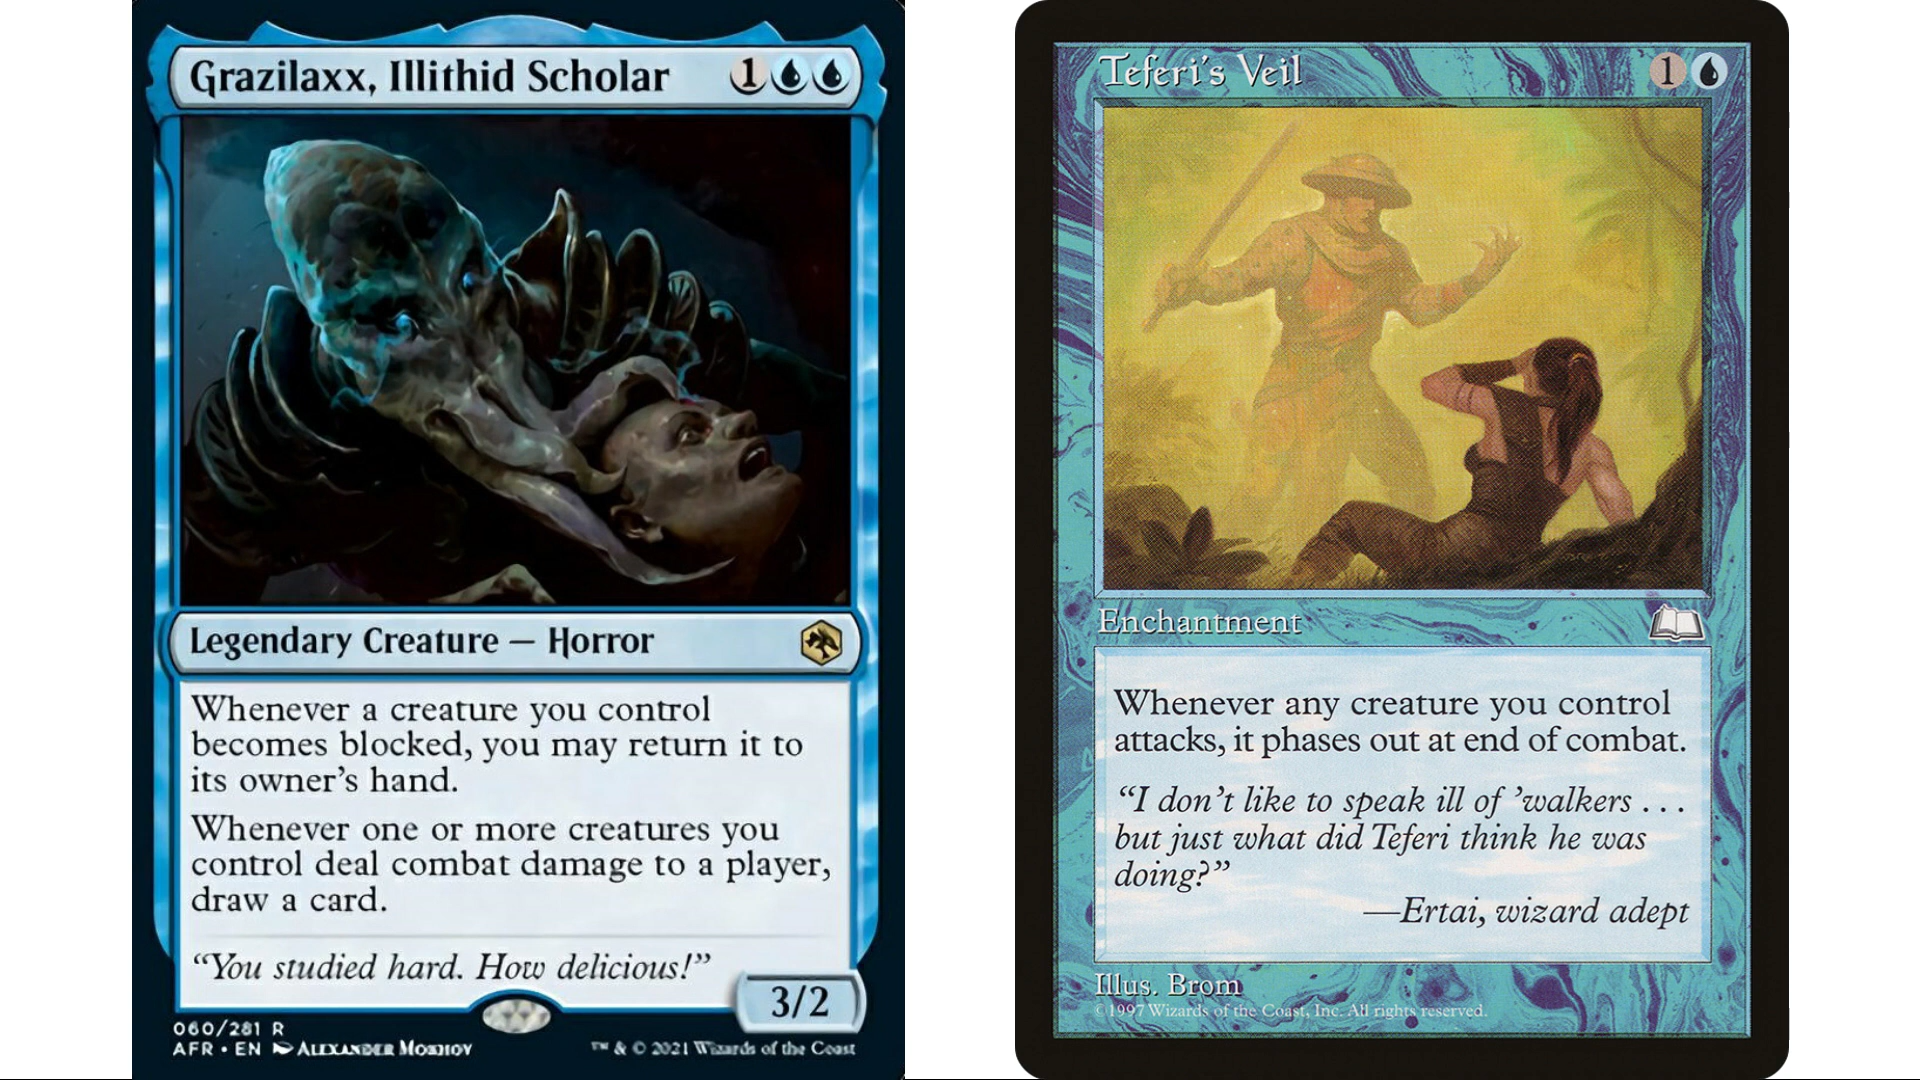 Grazilaxx, Illithid Scholar 1
Legendary Creature — Horror
Whenever a creature you control
becomes blocked, you may return it to
its owner's hand.
Whenever one or more creatures you
control deal combat damage to a player,
draw a card.
“You studied hard. How delicious!”
3/2
060/281 R
AFR • EN ALEXANDER MOKHOV
™ & © 2021 Wizards of the Coast
Teferi's Veil 1
Enchantment
Whenever any creature you control
attacks, it phases out at end of combat.
“I don't like to speak ill of 'walkers . . .
but just what did Teferi think he was
doing?”
—Ertai, wizard adept
Illus. Brom
© 1997 Wizards of the Coast, Inc. All rights reserved.